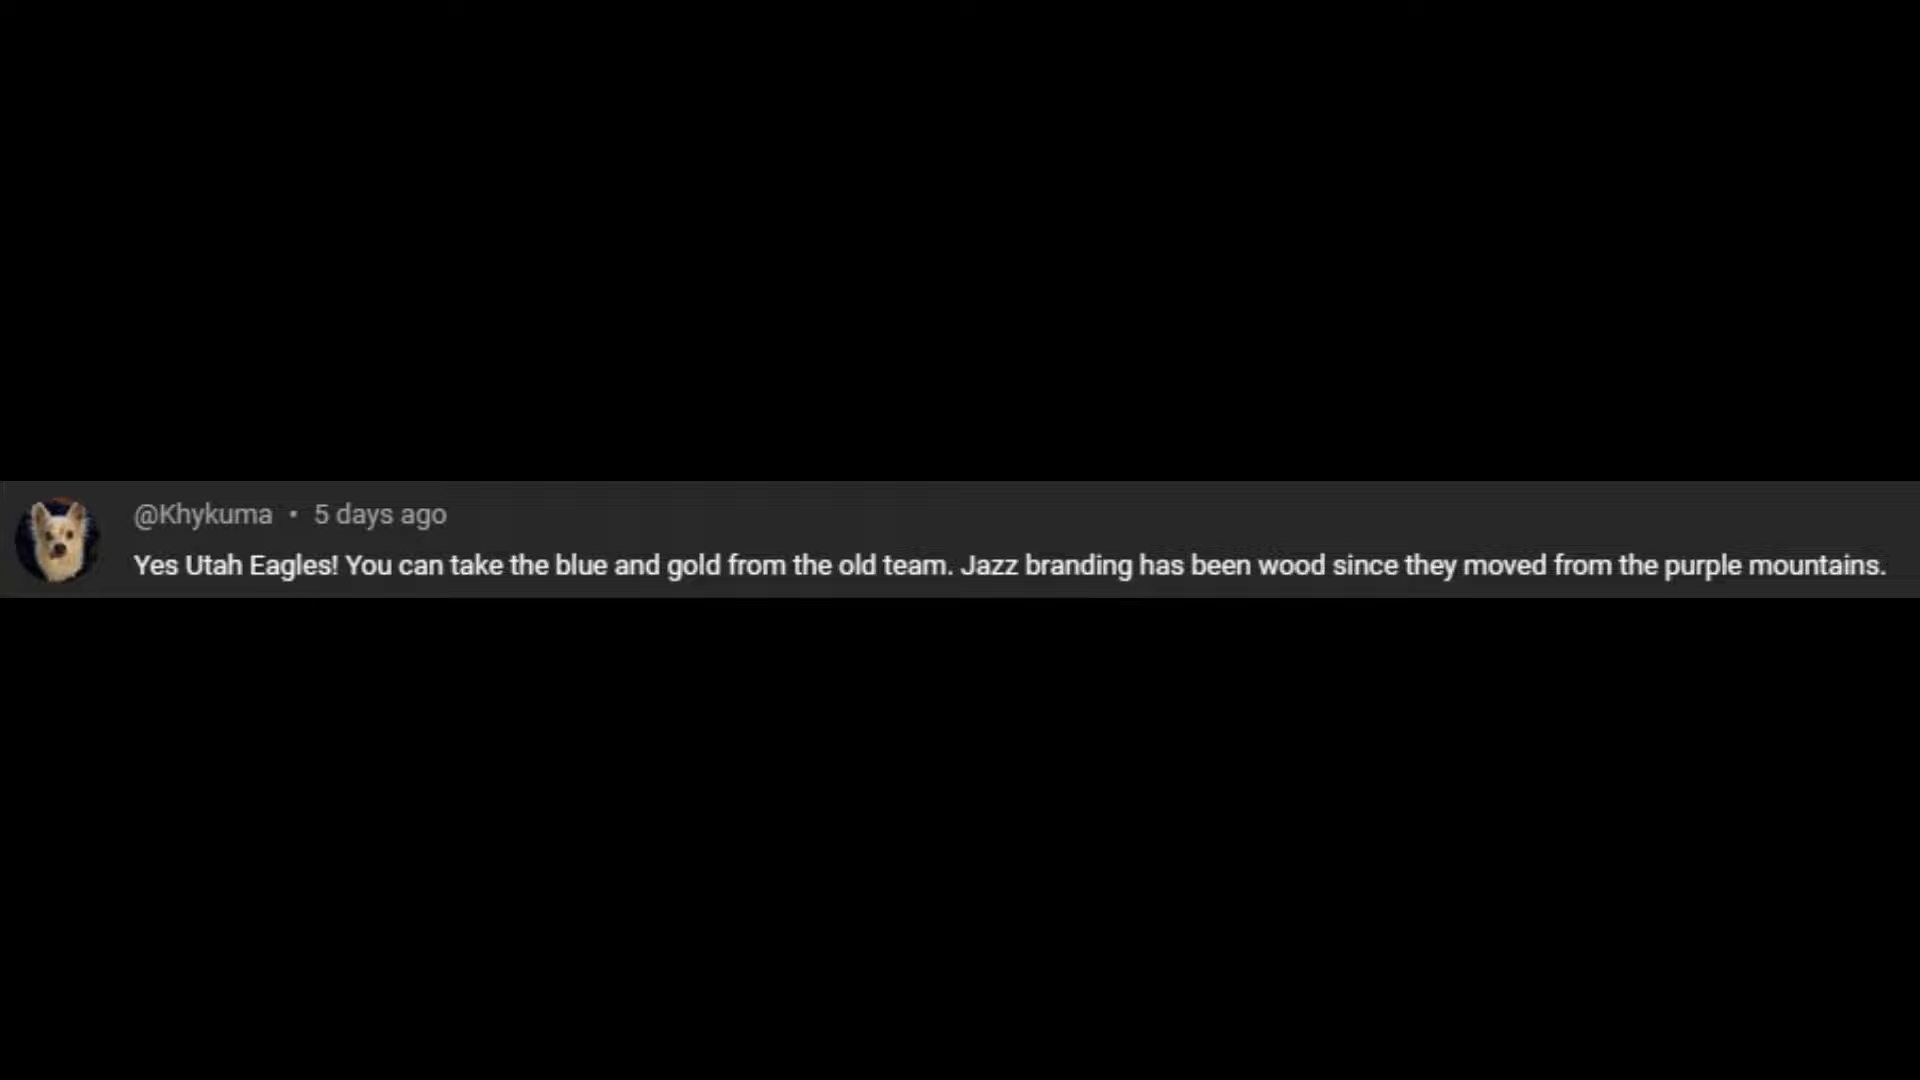 @Khykuma • 5 days ago
Yes Utah Eagles! You can take the blue and gold from the old team. Jazz branding has been wood since they moved from the purple mountains.